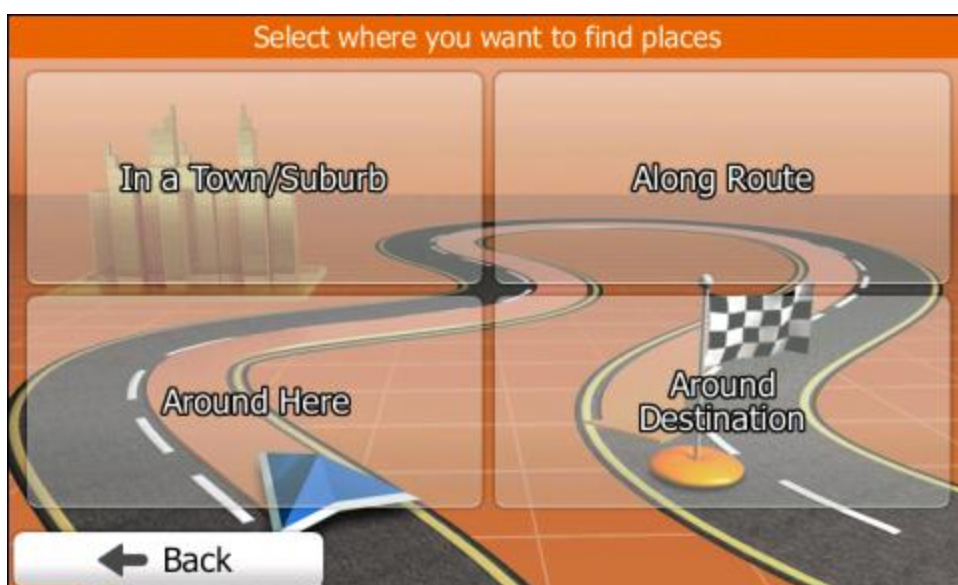 Select where you want to find places
In a Town/Suburb
Along Route
Around Here
Around
Destination
Back